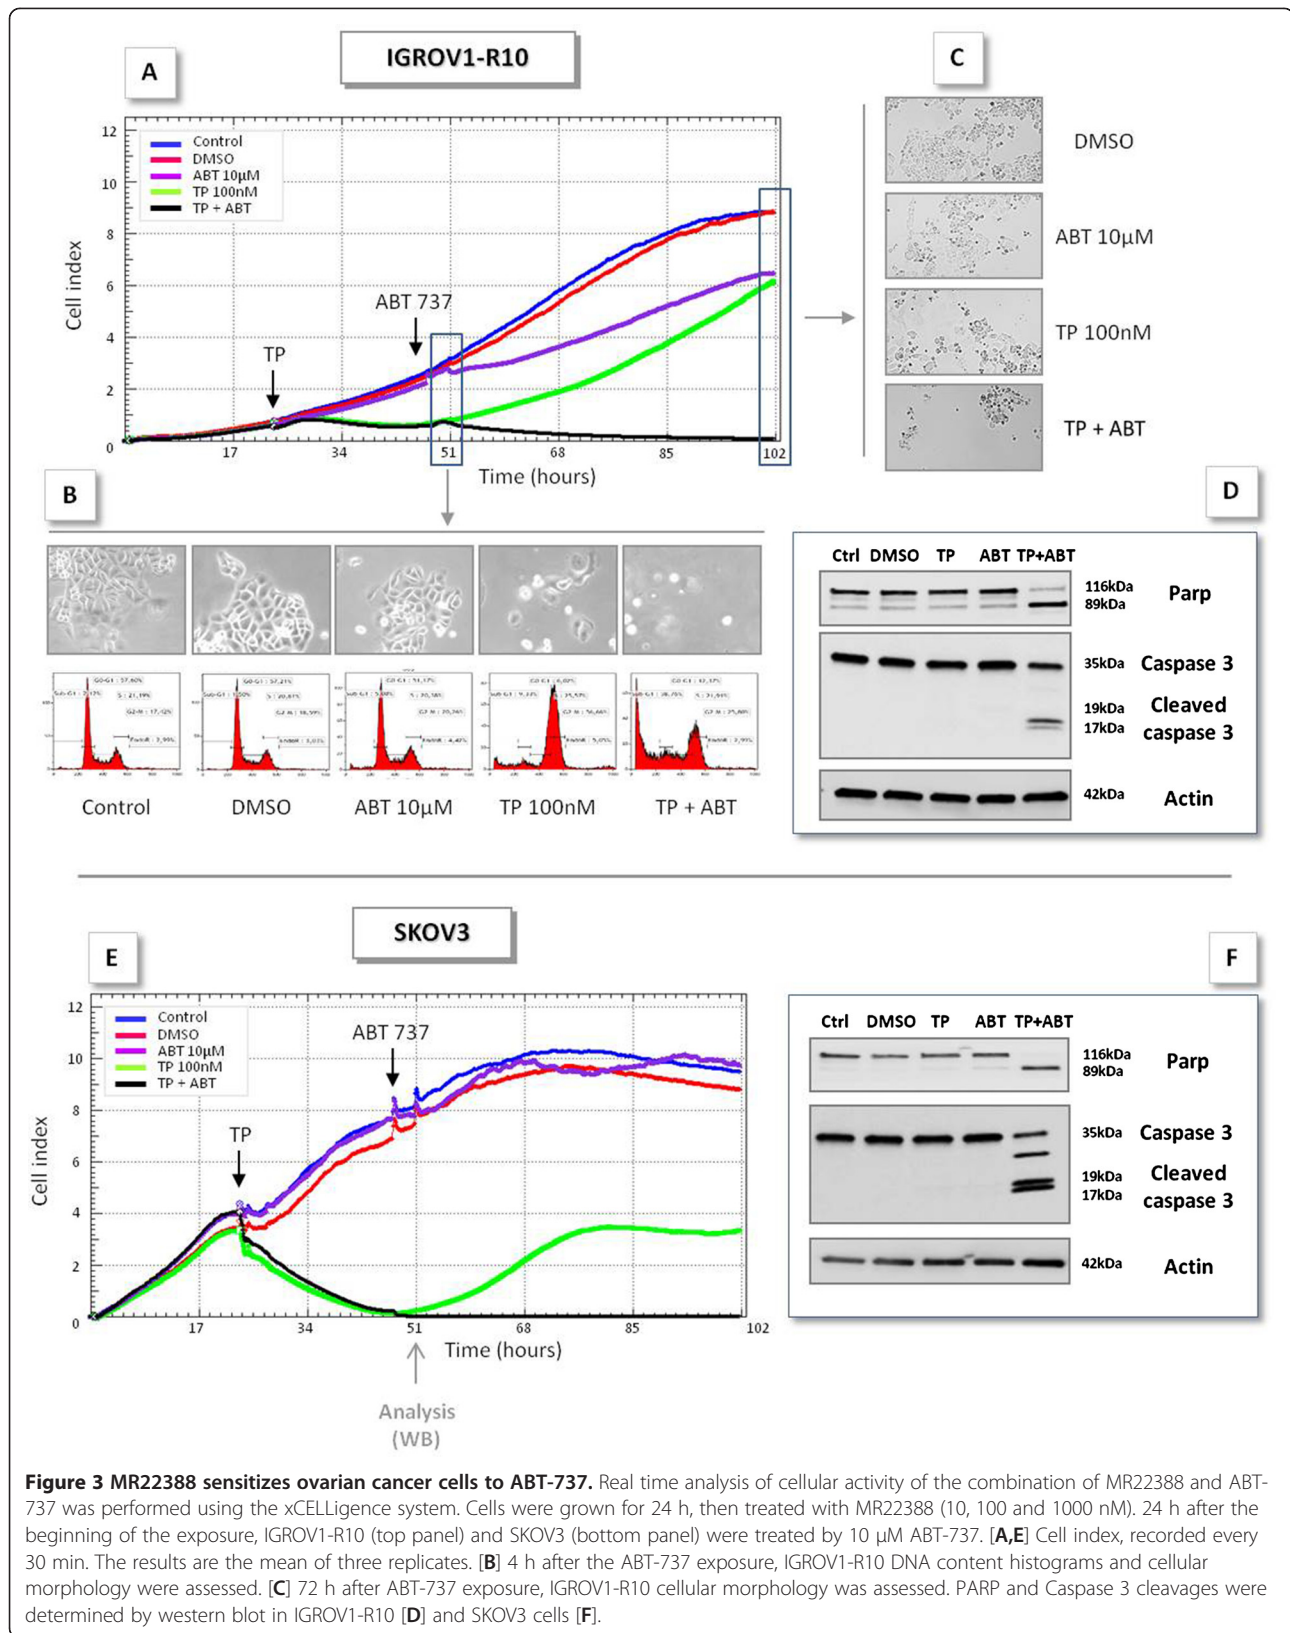 IGROV1-R10
A
C
Control
DMSO
ABT 10µM
TP 100nM
TP + ABT
12
10
8
6
4
2
0
Cell index
TP
ABT 737
17
34
51
68
85
102
Time (hours)
DMSO
ABT 10µM
TP 100nM
TP + ABT
B
Control
DMSO
ABT 10µM
TP 100nM
TP + ABT
D
Ctrl DMSO TP ABT TP+ABT
116kDa
89kDa
Parp
35kDa
Caspase 3
19kDa
17kDa
Cleaved
caspase 3
42kDa
Actin
SKOV3
E
Control
DMSO
ABT 10µM
TP 100nM
TP + ABT
12
10
8
6
4
2
0
Cell index
TP
ABT 737
17
34
51
68
85
102
Time (hours)
Analysis
(WB)
F
Ctrl DMSO TP ABT TP+ABT
116kDa
89kDa
Parp
35kDa
Caspase 3
19kDa
17kDa
Cleaved
caspase 3
42kDa
Actin
Figure 3 MR22388 sensitizes ovarian cancer cells to ABT-737. Real time analysis of cellular activity of the combination of MR22388 and ABT-
737 was performed using the xCELLigence system. Cells were grown for 24 h, then treated with MR22388 (10, 100 and 1000 nM). 24 h after the
beginning of the exposure, IGROV1-R10 (top panel) and SKOV3 (bottom panel) were treated by 10 µM ABT-737. [A,E] Cell index, recorded every
30 min. The results are the mean of three replicates. [B] 4 h after the ABT-737 exposure, IGROV1-R10 DNA content histograms and cellular
morphology were assessed. [C] 72 h after ABT-737 exposure, IGROV1-R10 cellular morphology was assessed. PARP and Caspase 3 cleavages were
determined by western blot in IGROV1-R10 [D] and SKOV3 cells [F].